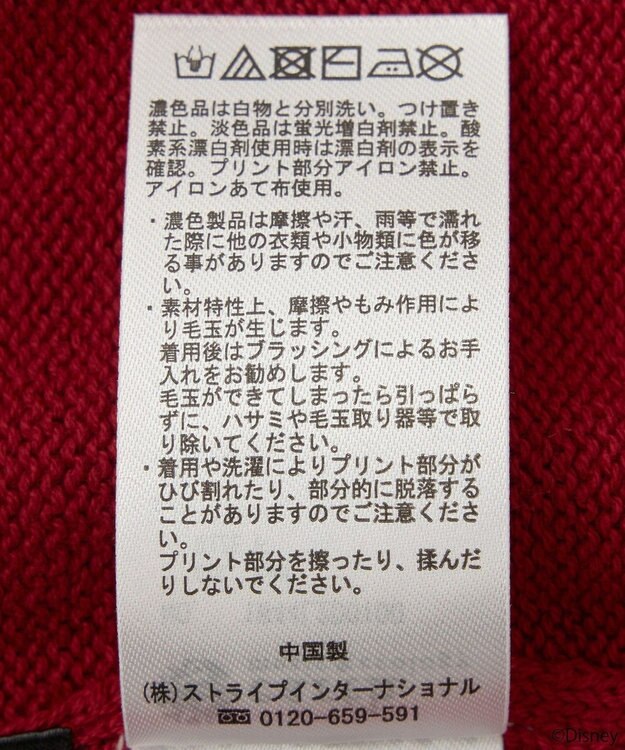 濃色品は白物と分別洗い。つけ置き
禁止。淡色品は蛍光増白剤禁止。酸
素系漂白剤使用時は漂白剤の表示を
確認。プリント部分アイロン禁止。
アイロンあて布使用。
・濃色製品は摩擦や汗、雨等で濡れ
た際に他の衣類や小物類に色が移
る事がありますのでご注意くださ
い。
・素材特性上、摩擦やもみ作用によ
り毛玉が生じます。
着用後はブラッシングによるお手
入れをお勧めします。
毛玉ができてしまったら引っぱら
ずに、ハサミや毛玉取り器等で取
り除いてください。
・着用や洗濯によりプリント部分が
ひび割れたり、部分的に脱落する
ことがありますのでご注意くださ
い。
プリント部分を擦ったり、揉んだ
りしないでください。
中国製
(株)ストライプインターナショナル
0120-659-591
©Disney